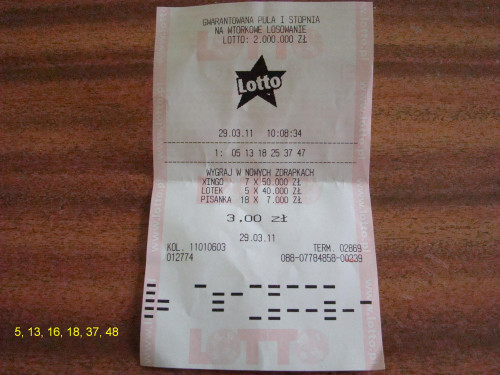 GWARANTOWANA PULA I STOPNIA
NA WTORKOWE LOSOWANIE
LOTTO: 2.000.000 ZŁ
Lotto
29.03.11 10:08:34
1: 05 13 18 25 37 47
WYGRAJ W NOWYCH ZDRAPKACH
XINGO 7 X 50.000 ZŁ
LOTEK 5 X 40.000 ZŁ
PISANKA 18 X 7.000 ZŁ
3.00 zł
29.03.11
KOL. 11010603 TERM. 02869
012774 088-07784858-00239
LOTTO
5, 13, 16, 18, 37, 48